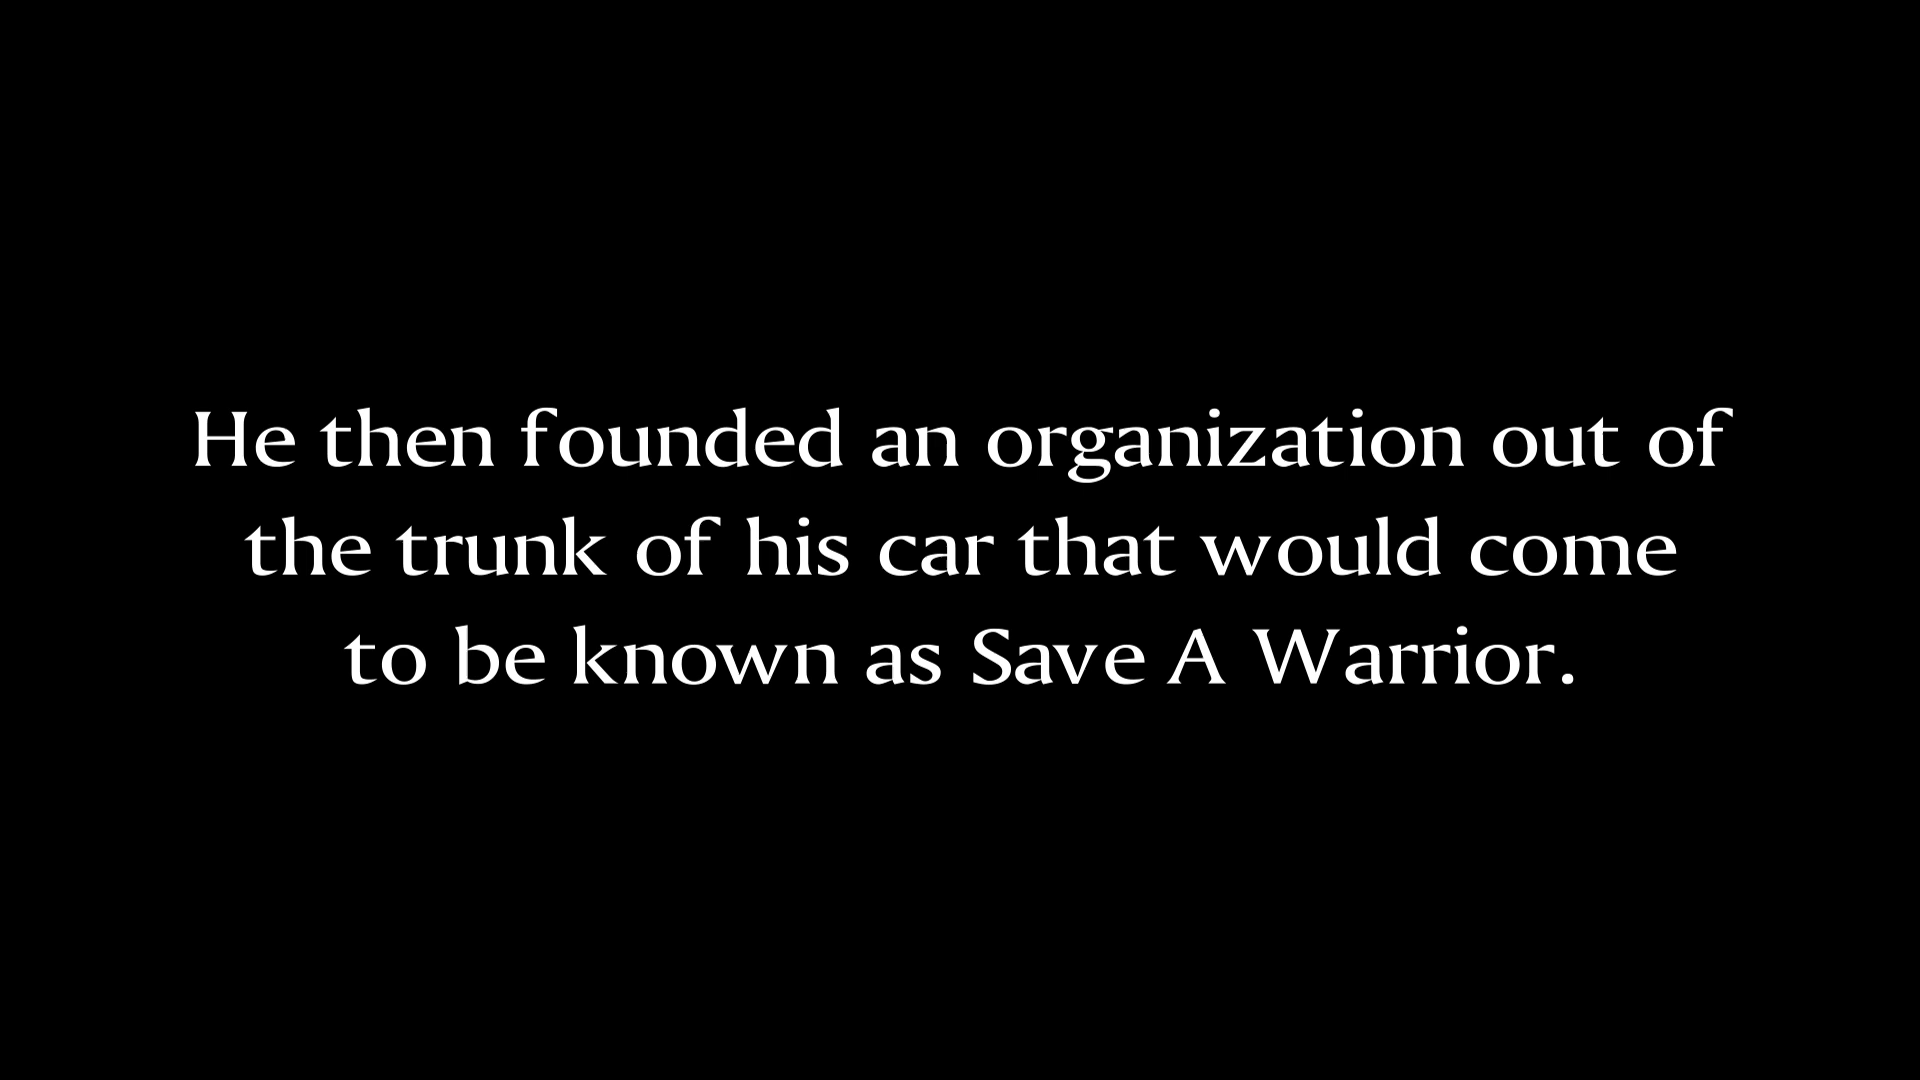 He then founded an organization out of
the trunk of his car that would come
to be known as Save A Warrior.